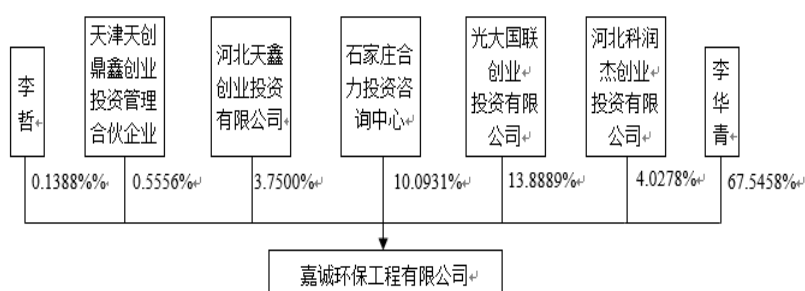 李
哲
天津天创
鼎鑫创业
投资管理
合伙企业
河北天鑫
创业投资
有限公司
石家庄合
力投资咨
询中心
光大国联
创业
投资有限
公司
河北科润
杰创业
投资有限
公司
李
华
青
0.1388%%
0.5556%
3.7500%
10.0931%
13.8889%
4.0278%
67.5458%
嘉诚环保工程有限公司